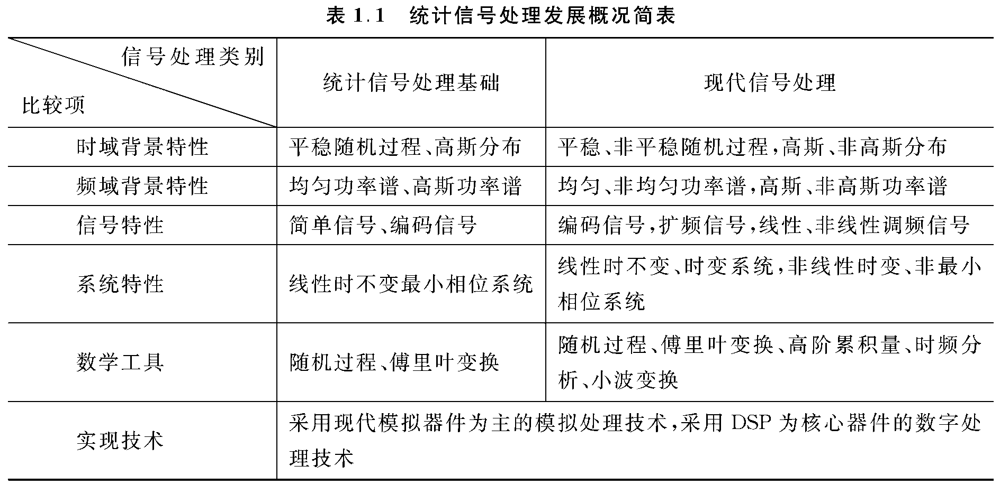 表 1.1 统计信号处理发展概况简表
信号处理类别
比较项
统计信号处理基础
现代信号处理
时域背景特性
平稳随机过程、高斯分布
平稳、非平稳随机过程,高斯、非高斯分布
频域背景特性
均匀功率谱、高斯功率谱
均匀、非均匀功率谱,高斯、非高斯功率谱
信号特性
简单信号、编码信号
编码信号,扩频信号,线性、非线性调频信号
系统特性
线性时不变最小相位系统
线性时不变、时变系统,非线性时变、非最小
相位系统
数学工具
随机过程、傅里叶变换
随机过程、傅里叶变换、高阶累积量、时频分
析、小波变换
实现技术
采用现代模拟器件为主的模拟处理技术,采用 DSP 为核心器件的数字处
理技术